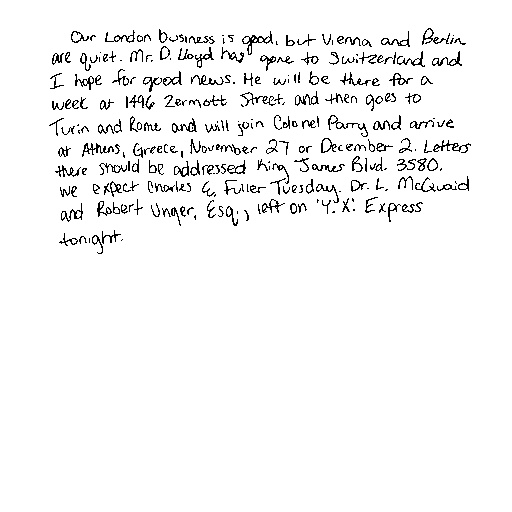 Our London business is good, but Vienna and Berlin
are quiet. Mr. D. Lloyd has gone to Switzerland and
I hope for good news. He will be there for a
week at 1496 Zermott Street, and then goes to
Turin and Rome and will join Colonel Parry and arrive
at Athens, Greece, November 27 or December 2. Letters
there should be addressed King James Blvd. 3580.
We expect Charles E. Fuller Tuesday. Dr. L. McQuaid
and Robert Unger, Esq., left on 'Y.X.' Express
tonight.